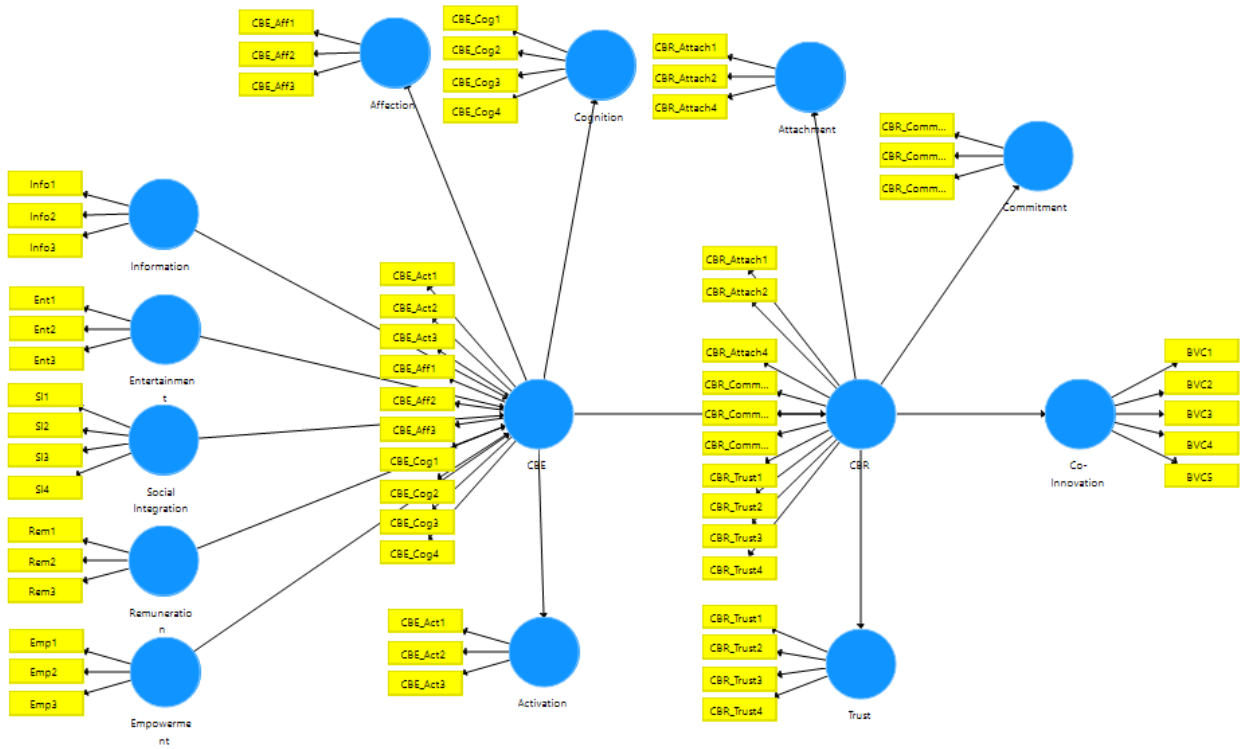 CBE_Aff1
CBE_Aff2
CBE_Aff3
Affection
CBE_Cog1
CBE_Cog2
CBE_Cog3
CBE_Cog4
Cognition
CBR_Attach1
CBR_Attach2
CBR_Attach4
Attachment
CBR_Comm...
CBR_Comm...
CBR_Comm...
Commitment
Info1
Info2
Info3
Information
Ent1
Ent2
Ent3
Entertainmen
t
SI1
SI2
SI3
SI4
Social
Integration
Rem1
Rem2
Rem3
Remuneratio
n
Emp1
Emp2
Emp3
Empowerme
nt
CBE_Act1
CBE_Act2
CBE_Act3
CBE_Aff1
CBE_Aff2
CBE_Aff3
CBE_Cog1
CBE_Cog2
CBE_Cog3
CBE_Cog4
CBE
CBE_Act1
CBE_Act2
CBE_Act3
Activation
CBR_Attach1
CBR_Attach2
CBR_Attach4
CBR_Comm...
CBR_Comm...
CBR_Comm...
CBR_Trust1
CBR_Trust2
CBR_Trust3
CBR_Trust4
CBR
CBR_Trust1
CBR_Trust2
CBR_Trust3
CBR_Trust4
Trust
Co-
Innovation
BVC1
BVC2
BVC3
BVC4
BVC5